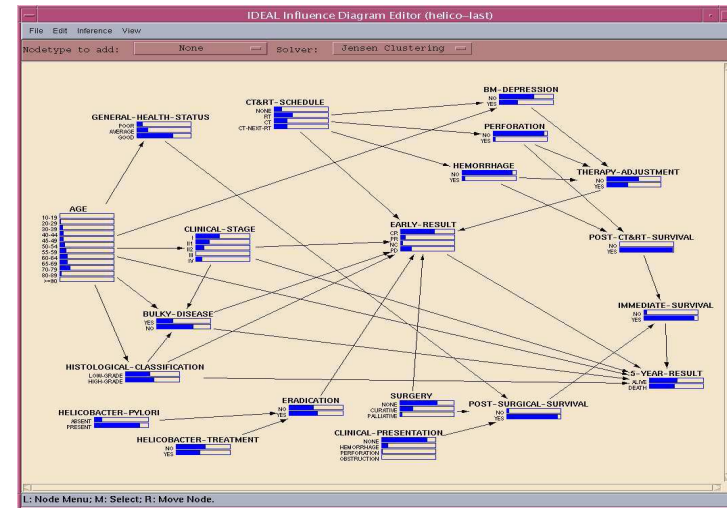 IDEAL Influence Diagram Editor (helico-last)
File Edit Inference View
Nodetype to add: None Solver: Jensen Clustering
BM-DEPRESSION
NO
YES
CT&RT-SCHEDULE
NONE
RT
CT
CT-NEXT-RT
GENERAL-HEALTH-STATUS
POOR
AVERAGE
GOOD
PERFORATION
NO
YES
HEMORRHAGE
NO
YES
THERAPY-ADJUSTMENT
NO
YES
AGE
10-19
20-29
30-39
40-44
45-49
50-54
55-59
60-64
65-69
70-79
80-89
>=90
CLINICAL-STAGE
I
II1
II2
III
IV
EARLY-RESULT
CR
PR
NC
PD
POST-CT&RT-SURVIVAL
NO
YES
BULKY-DISEASE
YES
NO
IMMEDIATE-SURVIVAL
NO
YES
HISTOLOGICAL-CLASSIFICATION
LOW-GRADE
HIGH-GRADE
5-YEAR-RESULT
ALIVE
DEATH
ERADICATION
NO
YES
SURGERY
NONE
CURATIVE
PALLIATIVE
POST-SURGICAL-SURVIVAL
NO
YES
HELICOBACTER-PYLORI
ABSENT
PRESENT
CLINICAL-PRESENTATION
NONE
HEMORRHAGE
PERFORATION
OBSTRUCTION
HELICOBACTER-TREATMENT
NO
YES
L: Node Menu; M: Select; R: Move Node.